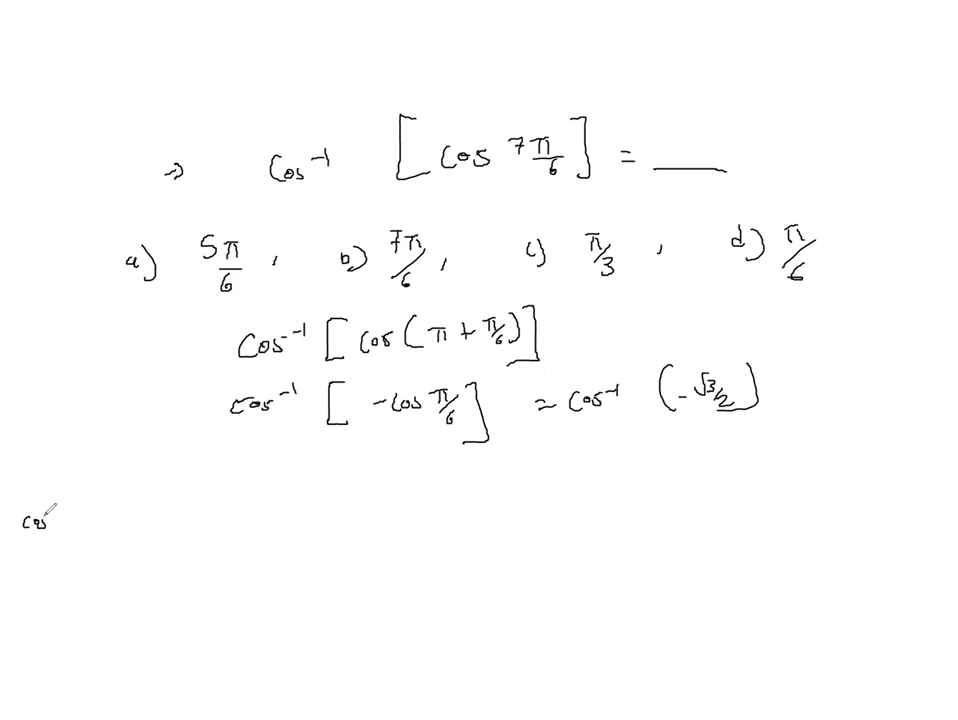 ⇒ Cos⁻¹ [Cos 7π/6] = ____
a) 5π/6 , b) 7π/6 , c) π/3 , d) π/6
Cos⁻¹ [Cos (π + π/6)]
Cos⁻¹ [-Cos π/6] = Cos⁻¹ (-√3/2)
Cos